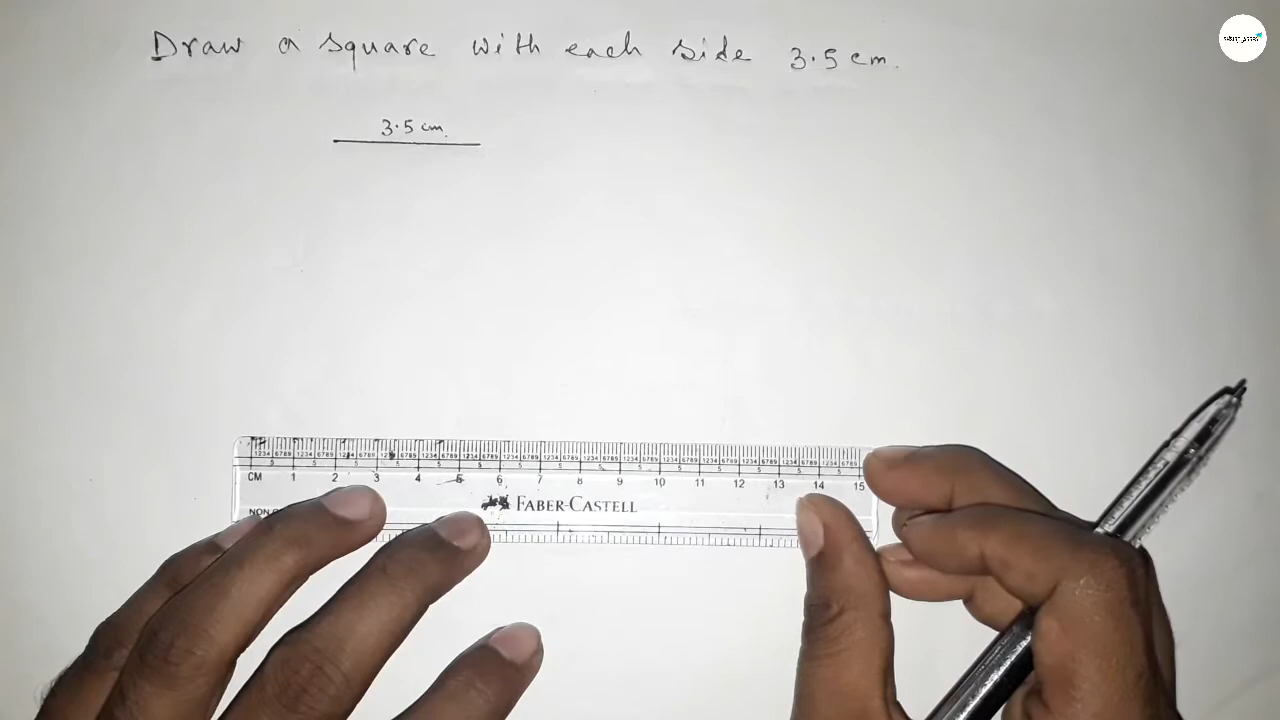 Draw a square with each side 3.5 cm.
3.5 cm.
CM 1 2 3 4 5 6 7 8 9 10 11 12 13 14 15
FABER-CASTELL